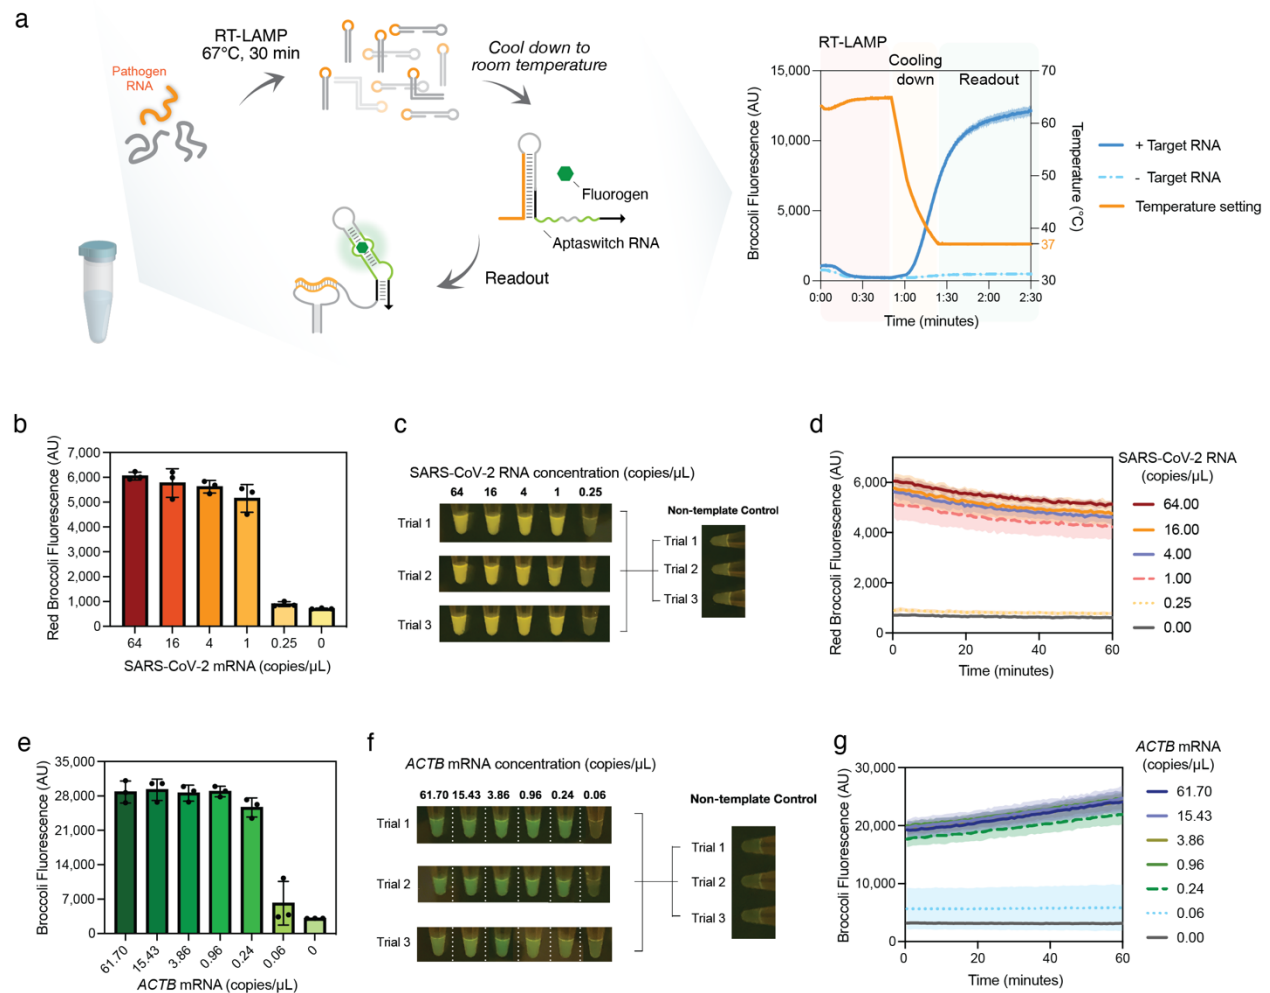 a
RT-LAMP
67°C, 30 min
Cool down to
room temperature
Pathogen
RNA
Fluorogen
Aptaswitch RNA
Readout
RT-LAMP
Cooling
down
Readout
15,000
10,000
5,000
0
Broccoli Fluorescence (AU)
70
60
50
40
37
30
Temperature (°C)
0:00 0:30 1:00 1:30 2:00 2:30
Time (minutes)
+ Target RNA
- Target RNA
Temperature setting
b
7,000
6,000
5,000
4,000
3,000
2,000
1,000
0
Red Broccoli Fluorescence (AU)
64 16 4 1 0.25 0
SARS-CoV-2 mRNA (copies/µL)
c
SARS-CoV-2 RNA concentration (copies/µL)
64 16 4 1 0.25
Trial 1
Trial 2
Trial 3
Non-template Control
Trial 1
Trial 2
Trial 3
d
6,000
4,000
2,000
0
Red Broccoli Fluorescence (AU)
0 20 40 60
Time (minutes)
SARS-CoV-2 RNA
(copies/µL)
64.00
16.00
4.00
1.00
0.25
0.00
e
35,000
28,000
21,000
14,000
7,000
0
Broccoli Fluorescence (AU)
61.70 15.43 3.86 0.96 0.24 0.06 0
ACTB mRNA (copies/µL)
f
ACTB mRNA concentration (copies/µL)
61.70 15.43 3.86 0.96 0.24 0.06
Trial 1
Trial 2
Trial 3
Non-template Control
Trial 1
Trial 2
Trial 3
g
30,000
20,000
10,000
0
Broccoli Fluorescence (AU)
0 20 40 60
Time (minutes)
ACTB mRNA
(copies/µL)
61.70
15.43
3.86
0.96
0.24
0.06
0.00